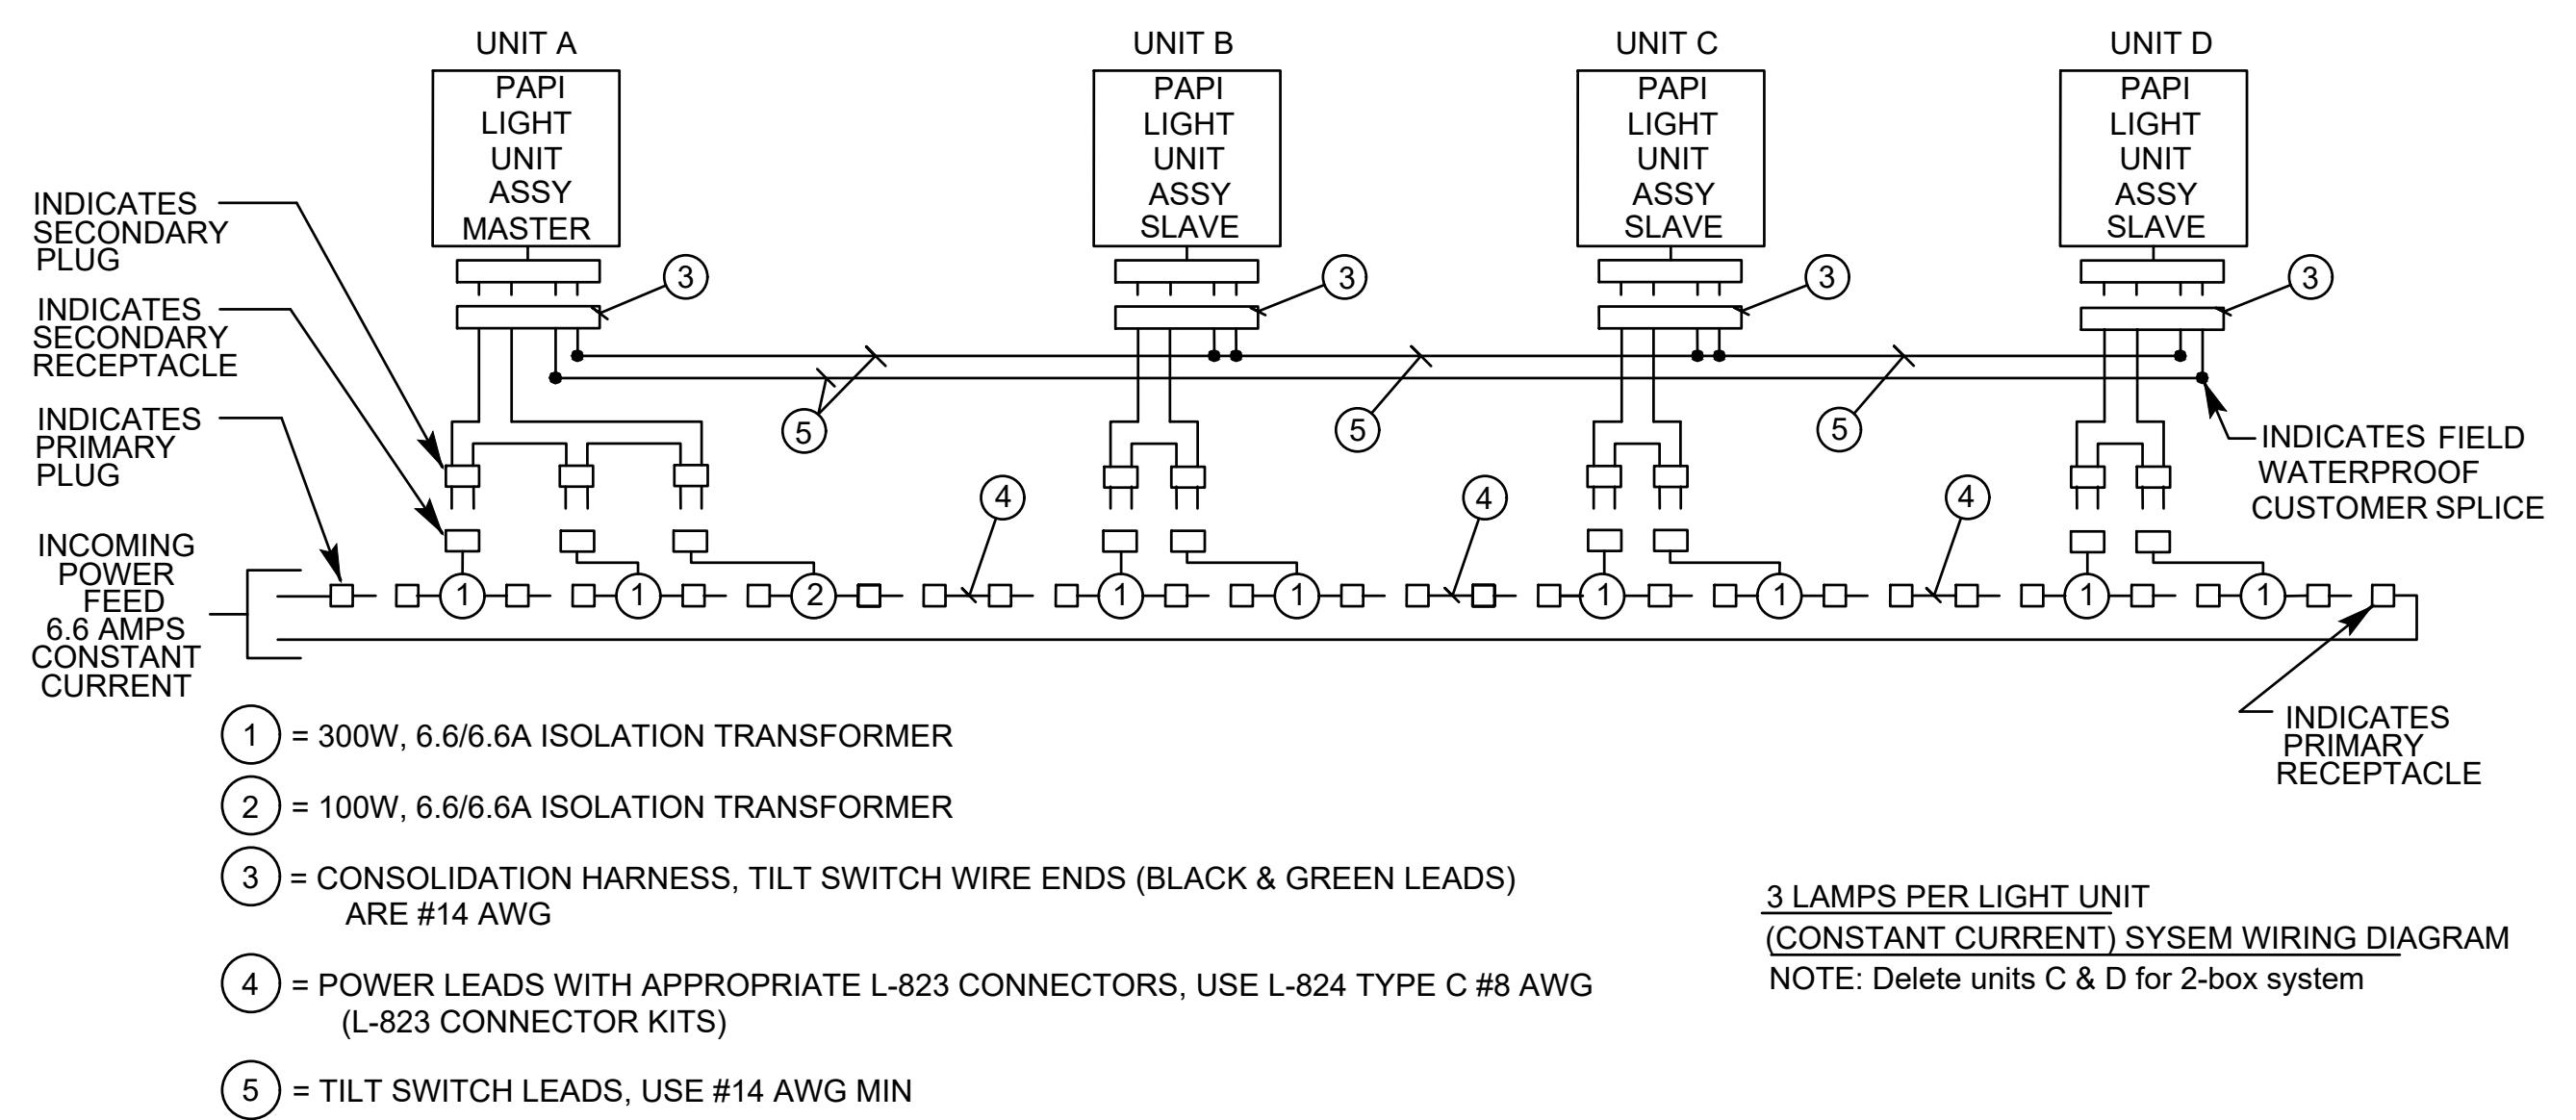 UNIT A
PAPI
LIGHT
UNIT
ASSY
MASTER
UNIT B
PAPI
LIGHT
UNIT
ASSY
SLAVE
UNIT C
PAPI
LIGHT
UNIT
ASSY
SLAVE
UNIT D
PAPI
LIGHT
UNIT
ASSY
SLAVE
INDICATES
SECONDARY
PLUG
INDICATES
SECONDARY
RECEPTACLE
INDICATES
PRIMARY
PLUG
INCOMING
POWER
FEED
6.6 AMPS
CONSTANT
CURRENT
3
3
3
3
5
5
5
4
4
4
INDICATES FIELD
WATERPROOF
CUSTOMER SPLICE
1
1
2
1
1
1
1
1
1
INDICATES
PRIMARY
RECEPTACLE
1 = 300W, 6.6/6.6A ISOLATION TRANSFORMER
2 = 100W, 6.6/6.6A ISOLATION TRANSFORMER
3 = CONSOLIDATION HARNESS, TILT SWITCH WIRE ENDS (BLACK & GREEN LEADS)
ARE #14 AWG
4 = POWER LEADS WITH APPROPRIATE L-823 CONNECTORS, USE L-824 TYPE C #8 AWG
(L-823 CONNECTOR KITS)
5 = TILT SWITCH LEADS, USE #14 AWG MIN
3 LAMPS PER LIGHT UNIT
(CONSTANT CURRENT) SYSEM WIRING DIAGRAM
NOTE: Delete units C & D for 2-box system